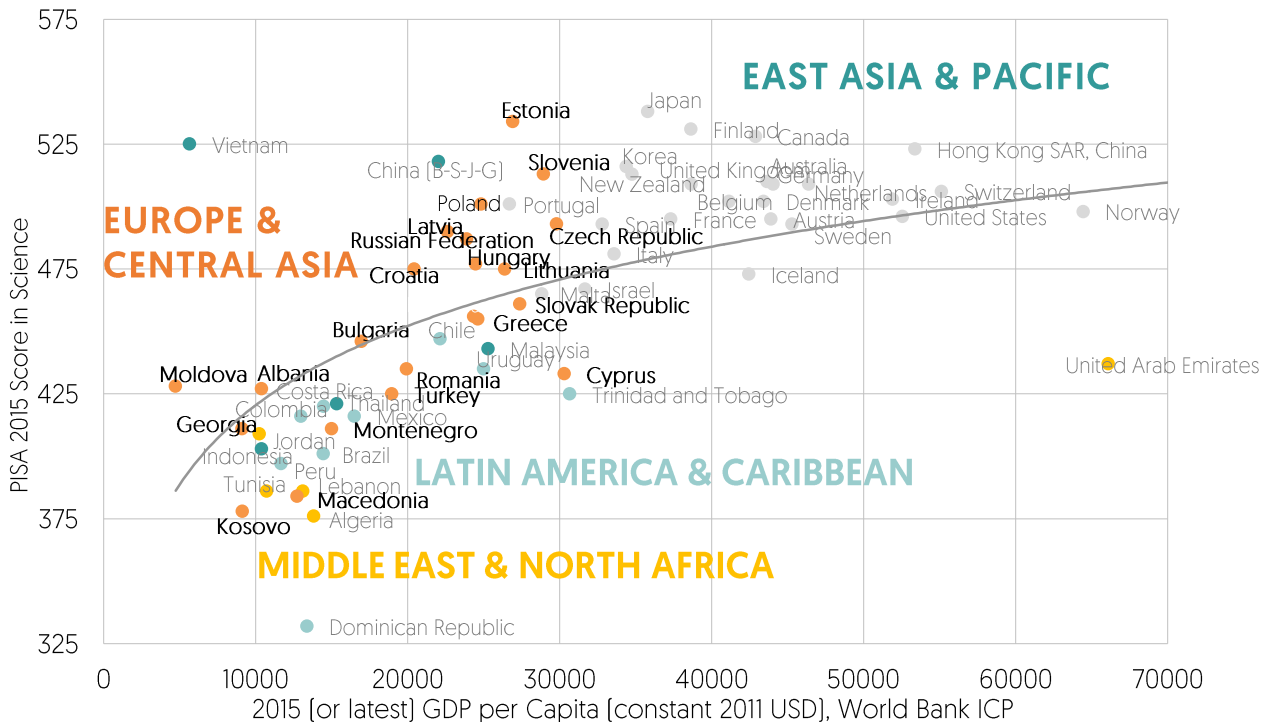 575
EAST ASIA & PACIFIC
Japan
Estonia
Finland
Canada
525
Vietnam
Hong Kong SAR, China
Korea
China (B-S-J-G)
Slovenia
United Kingdom
Australia
Germany
New Zealand
Netherlands
Switzerland
Poland
Portugal
Belgium
Denmark
Ireland
Norway
EUROPE &
CENTRAL ASIA
Latvia
Spain
France
Austria
United States
Russian Federation
Czech Republic
Sweden
Hungary
Italy
475
Croatia
Lithuania
Iceland
Malta
Israel
Slovak Republic
Bulgaria
Chile
Greece
Malaysia
Uruguay
United Arab Emirates
Moldova
Albania
Romania
Cyprus
425
Costa Rica
Turkey
Trinidad and Tobago
Colombia
Thailand
Mexico
Georgia
Montenegro
Jordan
Indonesia
Brazil
Peru
LATIN AMERICA & CARIBBEAN
Tunisia
Lebanon
Macedonia
375
Kosovo
Algeria
MIDDLE EAST & NORTH AFRICA
Dominican Republic
325
PISA 2015 Score in Science
0 10000 20000 30000 40000 50000 60000 70000
2015 (or latest) GDP per Capita (constant 2011 USD), World Bank ICP